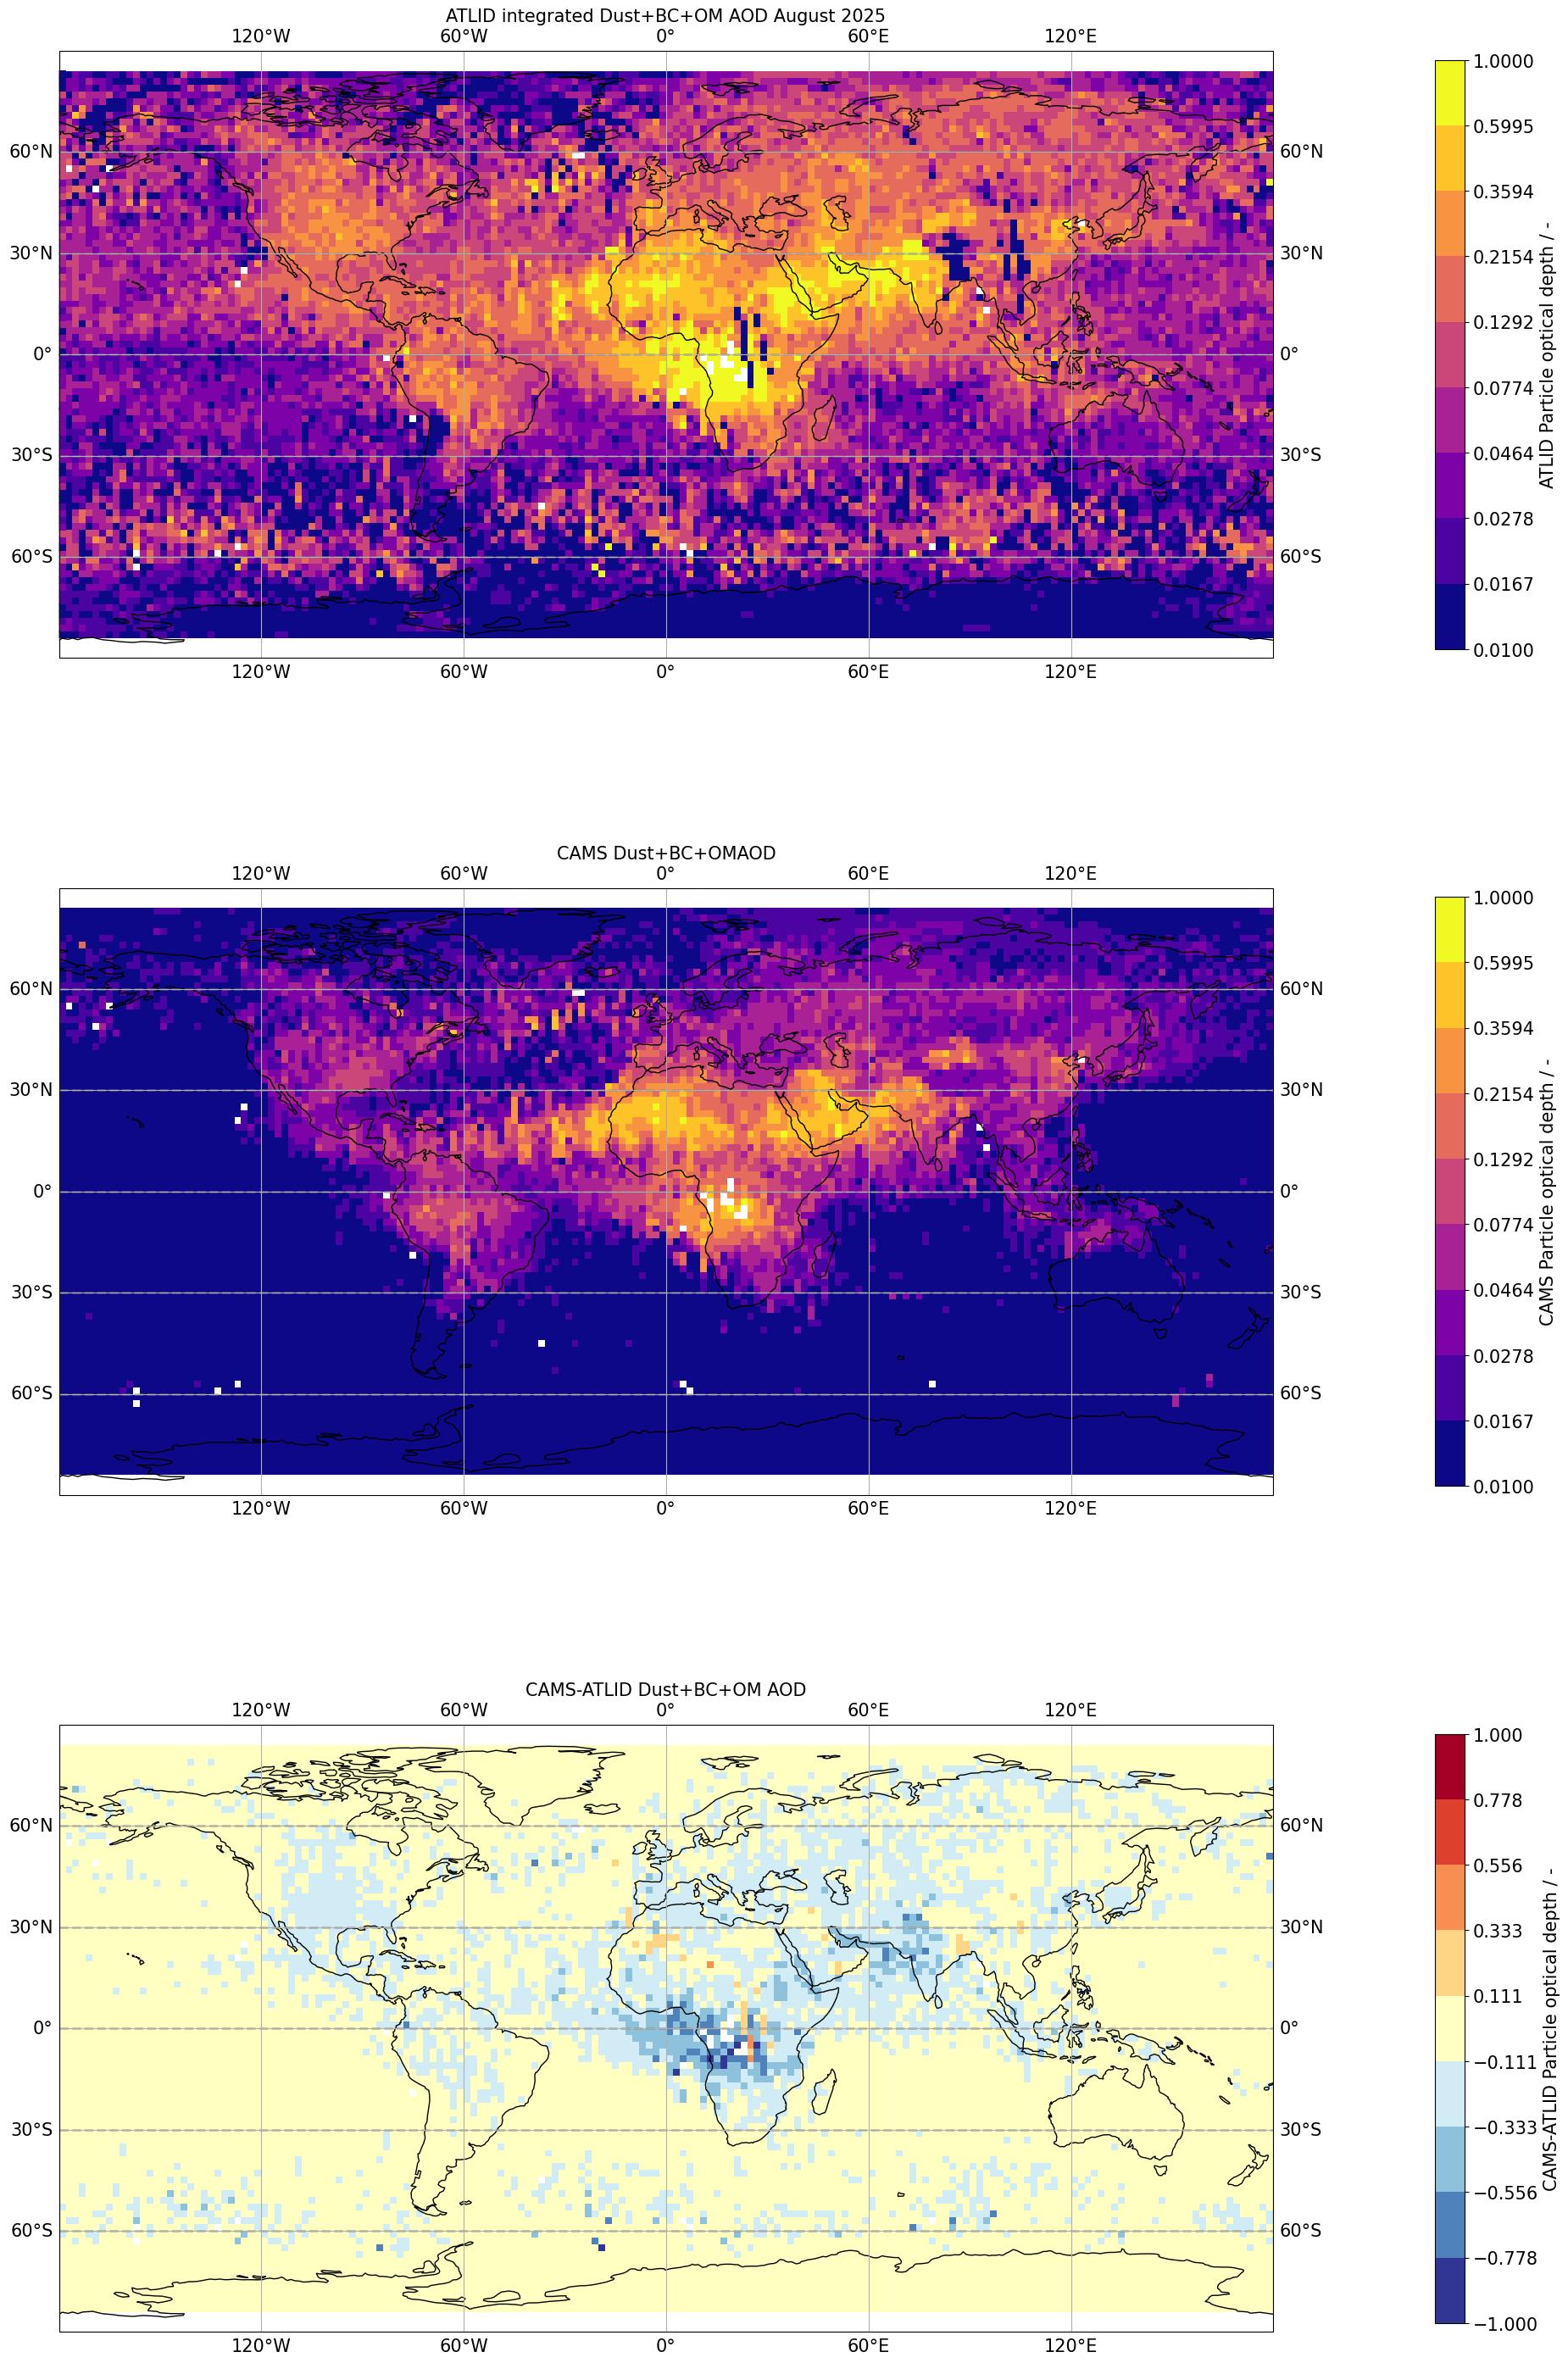 ATLID integrated Dust+BC+OM AOD August 2025
120°W 60°W 0° 60°E 120°E
60°N 60°N
30°N 30°N
0° 0°
30°S 30°S
60°S 60°S
120°W 60°W 0° 60°E 120°E
1.0000
0.5995
0.3594
0.2154
0.1292
0.0774
0.0464
0.0278
0.0167
0.0100
ATLID Particle optical depth / -
CAMS Dust+BC+OMAOD
120°W 60°W 0° 60°E 120°E
60°N 60°N
30°N 30°N
0° 0°
30°S 30°S
60°S 60°S
120°W 60°W 0° 60°E 120°E
1.0000
0.5995
0.3594
0.2154
0.1292
0.0774
0.0464
0.0278
0.0167
0.0100
CAMS Particle optical depth / -
CAMS-ATLID Dust+BC+OM AOD
120°W 60°W 0° 60°E 120°E
60°N 60°N
30°N 30°N
0° 0°
30°S 30°S
60°S 60°S
120°W 60°W 0° 60°E 120°E
1.000
0.778
0.556
0.333
0.111
−0.111
−0.333
−0.556
−0.778
−1.000
CAMS-ATLID Particle optical depth / -